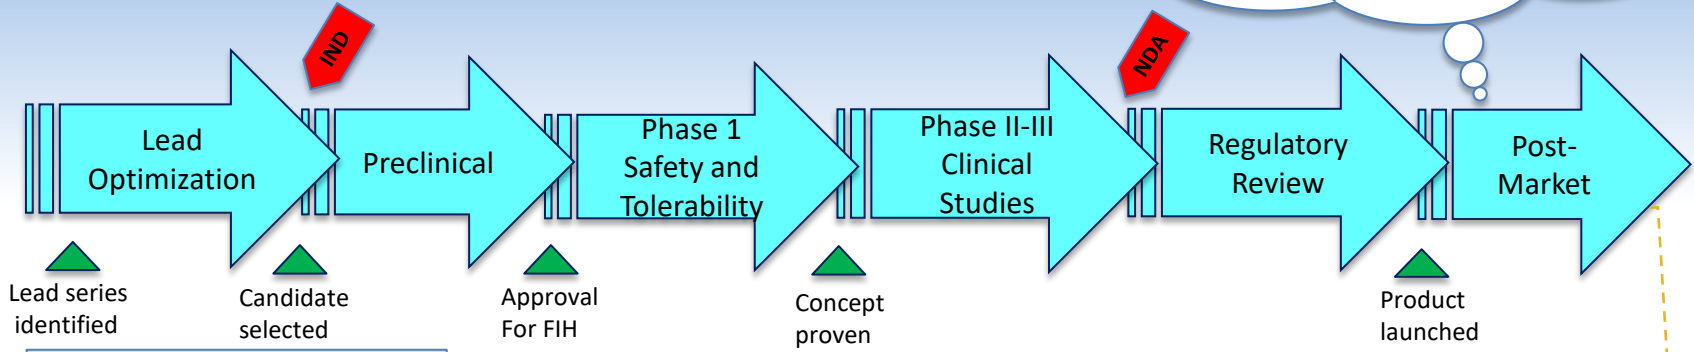 IND
NDA
Lead
Optimization
Preclinical
Phase 1
Safety and
Tolerability
Phase II-III
Clinical
Studies
Regulatory
Review
Post-
Market
Lead series
identified
Candidate
selected
Approval
For FIH
Concept
proven
Product
launched